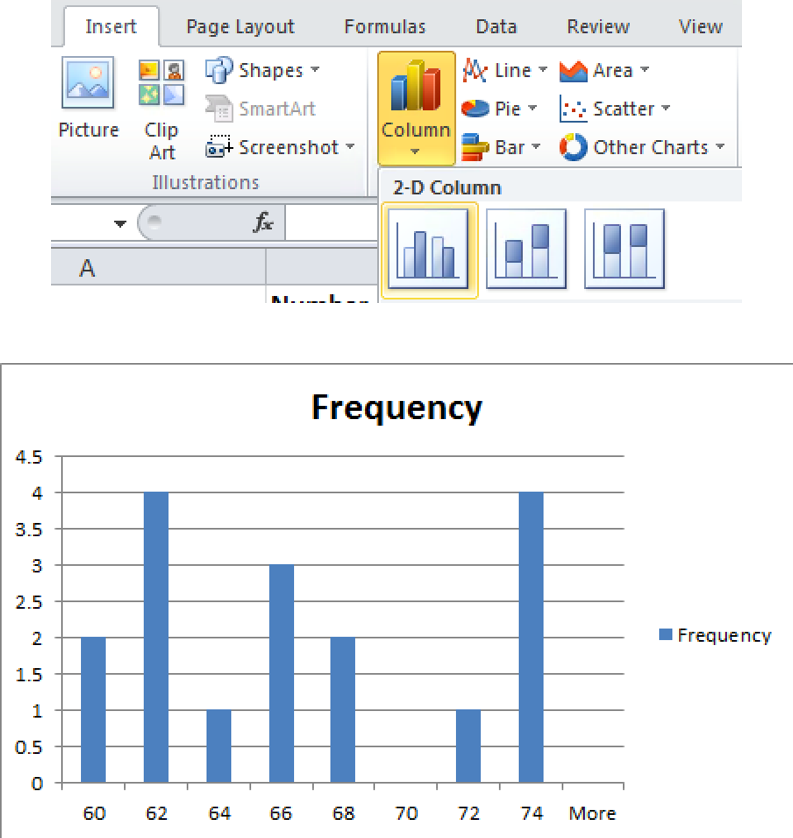 Insert Page Layout Formulas Data Review View
Picture Clip Art Shapes SmartArt Screenshot
Column Line Area
Pie Scatter
Bar Other Charts
Illustrations
2-D Column
fx
A
Number
Frequency
4.5
4
3.5
3
2.5
2
1.5
1
0.5
0
60 62 64 66 68 70 72 74 More
Frequency